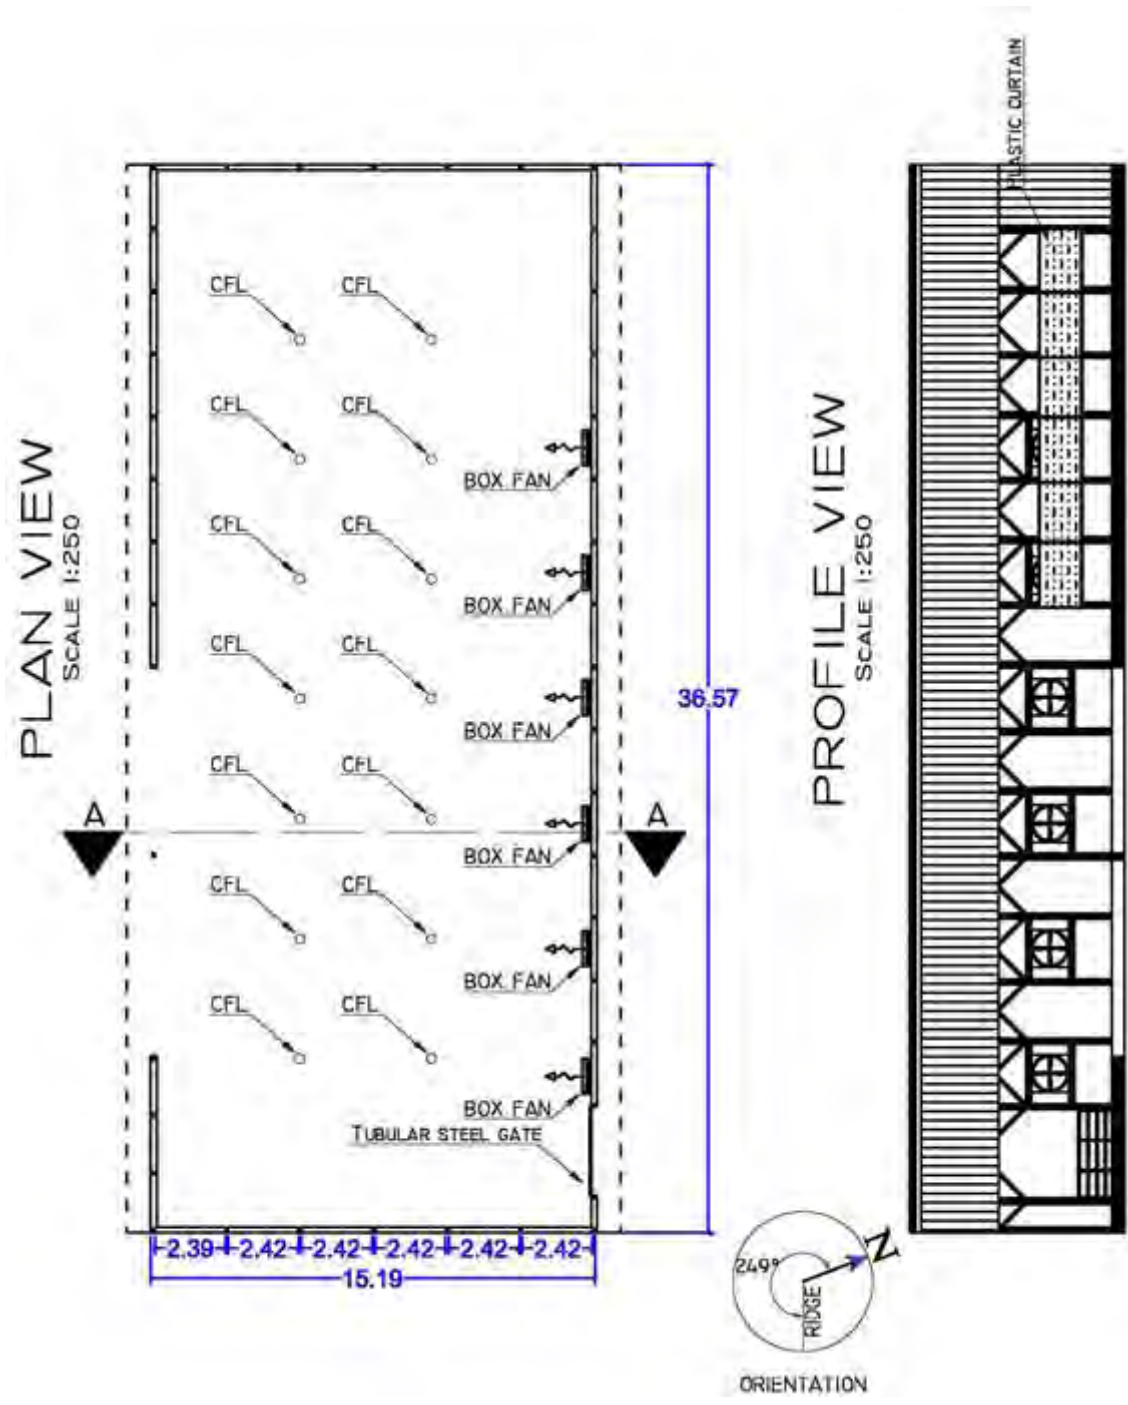 PLASTIC CURTAIN
CFL
CFL
CFL
CFL
BOX FAN
CFL
CFL
BOX FAN
CFL
CFL
BOX FAN
CFL
CFL
A
A
BOX FAN
CFL
CFL
BOX FAN
CFL
CFL
BOX FAN
TUBULAR STEEL GATE
PLAN VIEW
SCALE 1:250
36.57
PROFILE VIEW
SCALE 1:250
2.39 2.42 2.42 2.42 2.42 2.42
15.19
249°
N
RIDGE
ORIENTATION